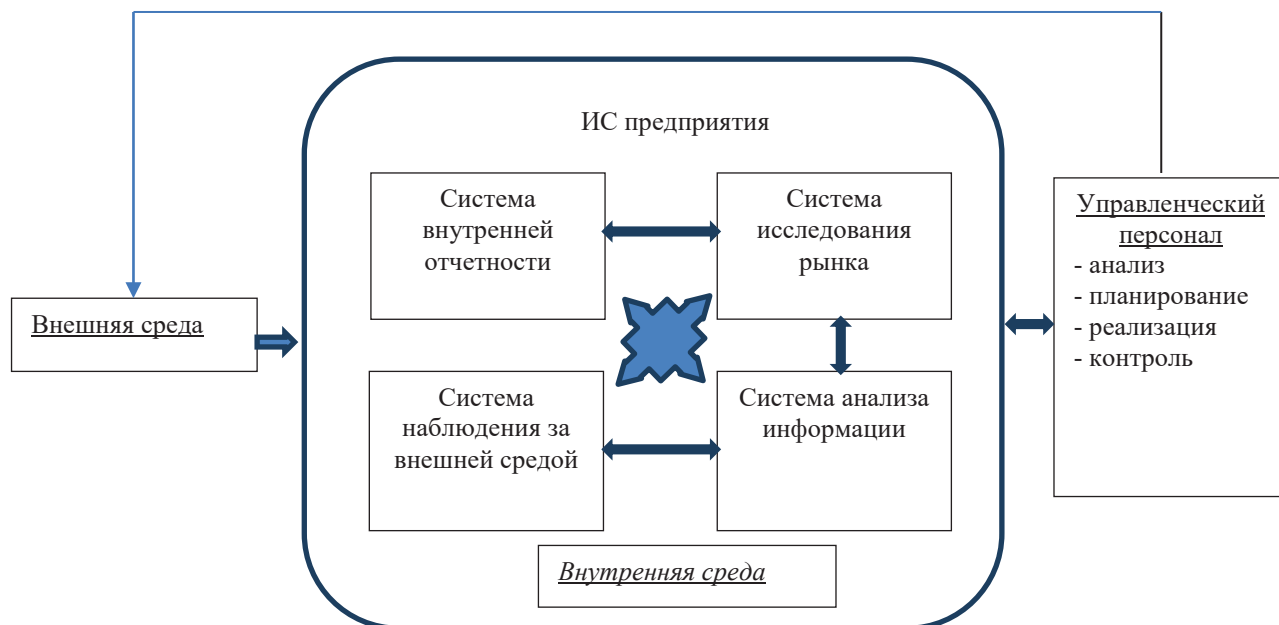 ИС предприятия
Система
внутренней
отчетности
Система
исследования
рынка
Управленческий
персонал
- анализ
- планирование
- реализация
- контроль
Внешняя среда
Система
наблюдения за
внешней средой
Система анализа
информации
Внутренняя среда